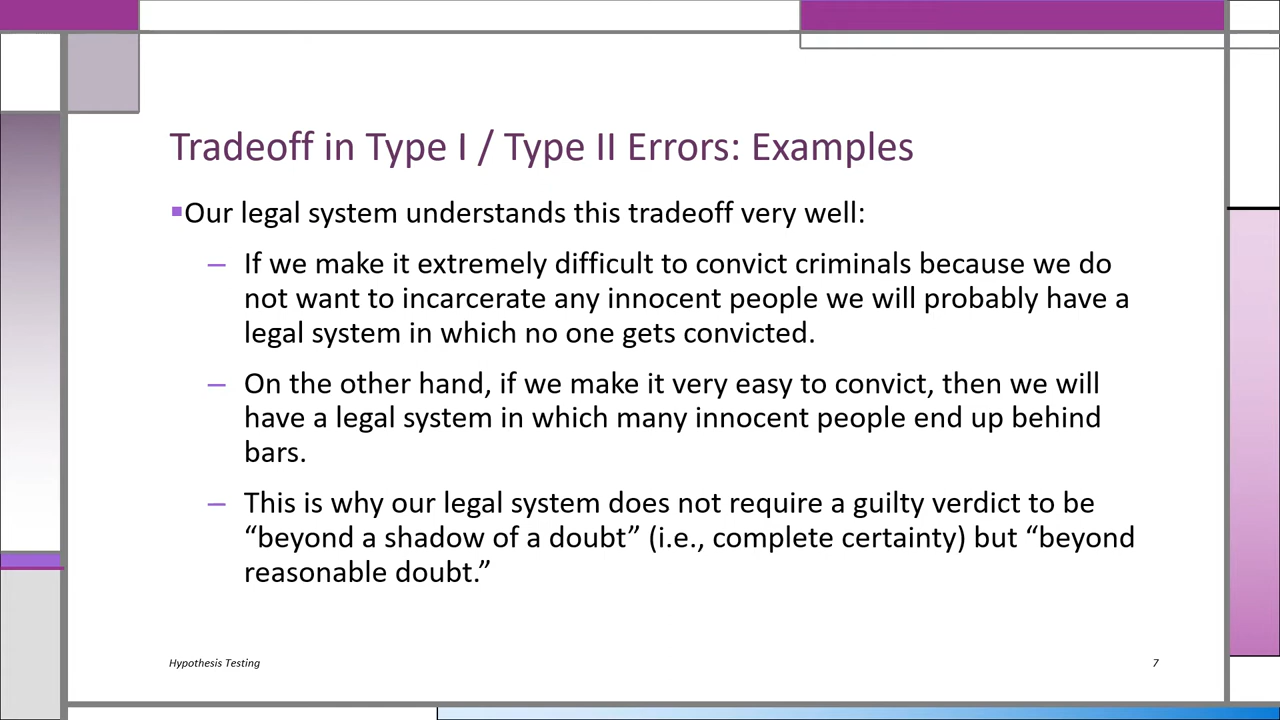 Tradeoff in Type I / Type II Errors: Examples
▪Our legal system understands this tradeoff very well:
– If we make it extremely difficult to convict criminals because we do
not want to incarcerate any innocent people we will probably have a
legal system in which no one gets convicted.
– On the other hand, if we make it very easy to convict, then we will
have a legal system in which many innocent people end up behind
bars.
– This is why our legal system does not require a guilty verdict to be
“beyond a shadow of a doubt” (i.e., complete certainty) but “beyond
reasonable doubt.”
Hypothesis Testing
7